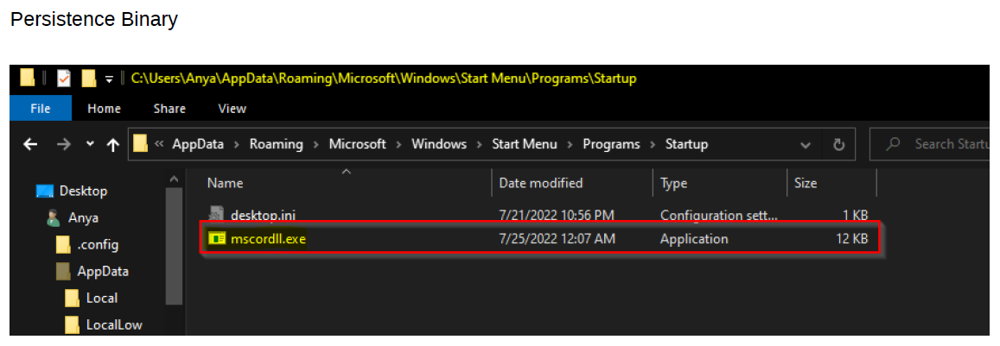 Persistence Binary
C:\Users\Anya\AppData\Roaming\Microsoft\Windows\Start Menu\Programs\Startup
File Home Share View
« AppData > Roaming > Microsoft > Windows > Start Menu > Programs > Startup Search Startu
Name Date modified Type Size
Desktop
desktop.ini 7/21/2022 10:56 PM Configuration sett... 1 KB
Anya
mscordll.exe 7/25/2022 12:07 AM Application 12 KB
.config
AppData
Local
LocalLow